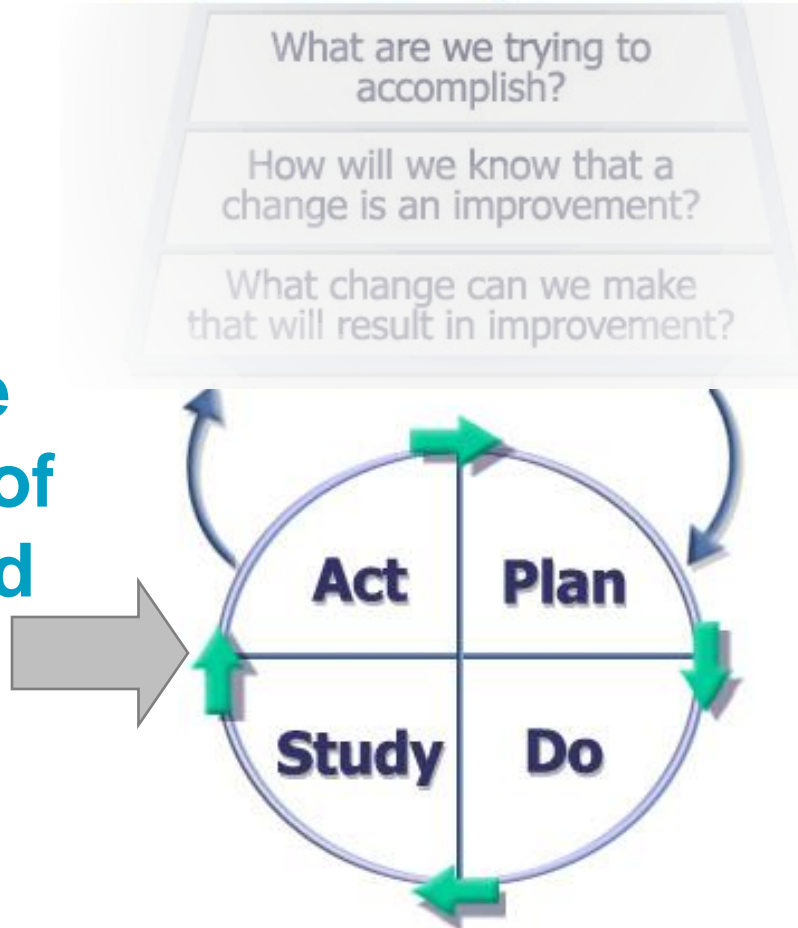 What are we trying to
accomplish?
How will we know that a
change is an improvement?
What change can we make
that will result in improvement?
e
of
d
Act Plan
Study Do